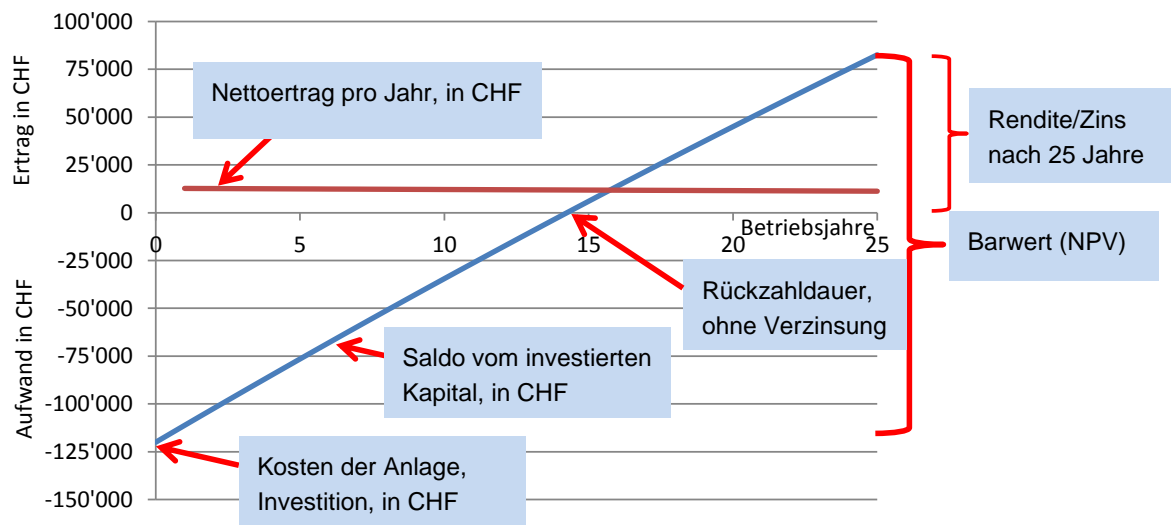 100'000
75'000
50'000
25'000
0
-25'000
-50'000
-75'000
-100'000
-125'000
-150'000
Ertrag in CHF
Aufwand in CHF
0
5
10
15
20
25
Betriebsjahre
Nettoertrag pro Jahr, in CHF
Rendite/Zins
nach 25 Jahre
Barwert (NPV)
Rückzahldauer,
ohne Verzinsung
Saldo vom investierten
Kapital, in CHF
Kosten der Anlage,
Investition, in CHF